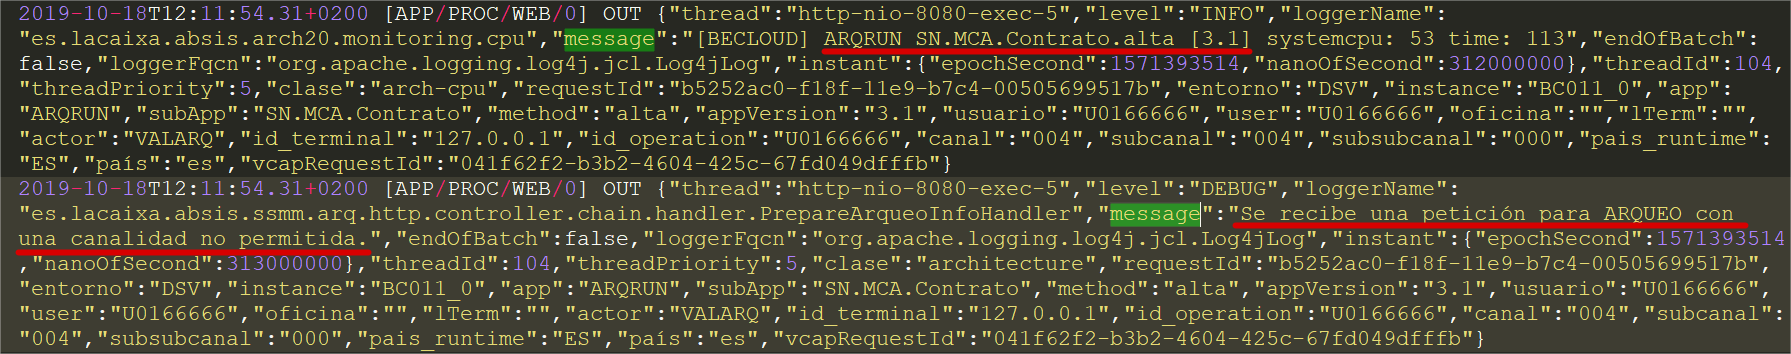 2019-10-18T12:11:54.31+0200 [APP/PROC/WEB/0] OUT {"thread":"http-nio-8080-exec-5","level":"INFO","loggerName":
"es.lacaixa.absis.arch20.monitoring.cpu","message":"[BECLOUD] ARQRUN SN.MCA.Contrato.alta [3.1] systemcpu: 53 time: 113","endOfBatch":
false,"loggerFqcn":"org.apache.logging.log4j.jcl.Log4jLog","instant":{"epochSecond":1571393514,"nanoOfSecond":312000000},"threadId":104,
"threadPriority":5,"clase":"arch-cpu","requestId":"b5252ac0-f18f-11e9-b7c4-00505699517b","entorno":"DSV","instance":"BC011_0","app":
"ARQRUN","subApp":"SN.MCA.Contrato","method":"alta","appVersion":"3.1","usuario":"U0166666","user":"U0166666","oficina":"","lTerm":"",
"actor":"VALARQ","id_terminal":"127.0.0.1","id_operation":"U0166666","canal":"004","subcanal":"004","subsubcanal":"000","pais_runtime":
"ES","país":"es","vcapRequestId":"041f62f2-b3b2-4604-425c-67fd049dfffb"}
2019-10-18T12:11:54.31+0200 [APP/PROC/WEB/0] OUT {"thread":"http-nio-8080-exec-5","level":"DEBUG","loggerName":
"es.lacaixa.absis.ssmm.arq.http.controller.chain.handler.PrepareArqueoInfoHandler","message":"Se recibe una petición para ARQUEO con
una canalidad no permitida.","endOfBatch":false,"loggerFqcn":"org.apache.logging.log4j.jcl.Log4jLog","instant":{"epochSecond":1571393514
,"nanoOfSecond":313000000},"threadId":104,"threadPriority":5,"clase":"architecture","requestId":"b5252ac0-f18f-11e9-b7c4-00505699517b",
"entorno":"DSV","instance":"BC011_0","app":"ARQRUN","subApp":"SN.MCA.Contrato","method":"alta","appVersion":"3.1","usuario":"U0166666",
"user":"U0166666","oficina":"","lTerm":"","actor":"VALARQ","id_terminal":"127.0.0.1","id_operation":"U0166666","canal":"004","subcanal":
"004","subsubcanal":"000","pais_runtime":"ES","país":"es","vcapRequestId":"041f62f2-b3b2-4604-425c-67fd049dfffb"}